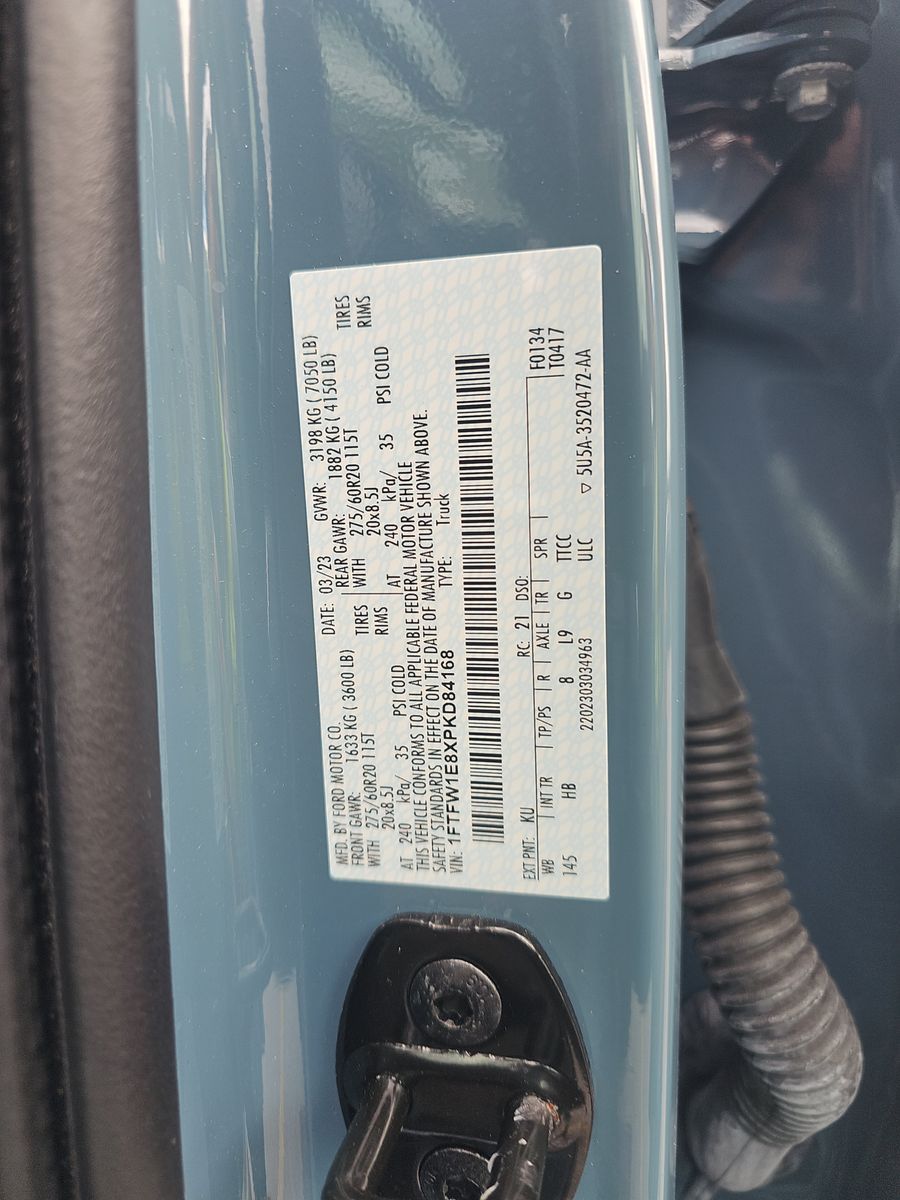 MFD. BY FORD MOTOR CO.
DATE: 03/23 GVWR: 3198 KG ( 7050 LB)
FRONT GAWR: 1633 KG ( 3600 LB) REAR GAWR: 1882 KG ( 4150 LB)
WITH 275/60R20 115T TIRES WITH 275/60R20 115T TIRES
20x8.5J RIMS 20x8.5J RIMS
AT 240 kPa/ 35 PSI COLD AT 240 kPa/ 35 PSI COLD
THIS VEHICLE CONFORMS TO ALL APPLICABLE FEDERAL MOTOR VEHICLE
SAFETY STANDARDS IN EFFECT ON THE DATE OF MANUFACTURE SHOWN ABOVE.
VIN: 1FTFW1E8XPKD84168 TYPE: Truck
EXT PNT: KU RC: 21 DSO: F0134
WB INT TR TP/PS R AXLE TR SPR T0417
145 HB 8 L9 G TTCC
2202303034963 ULC ▽ 5U5A-3520472-AA